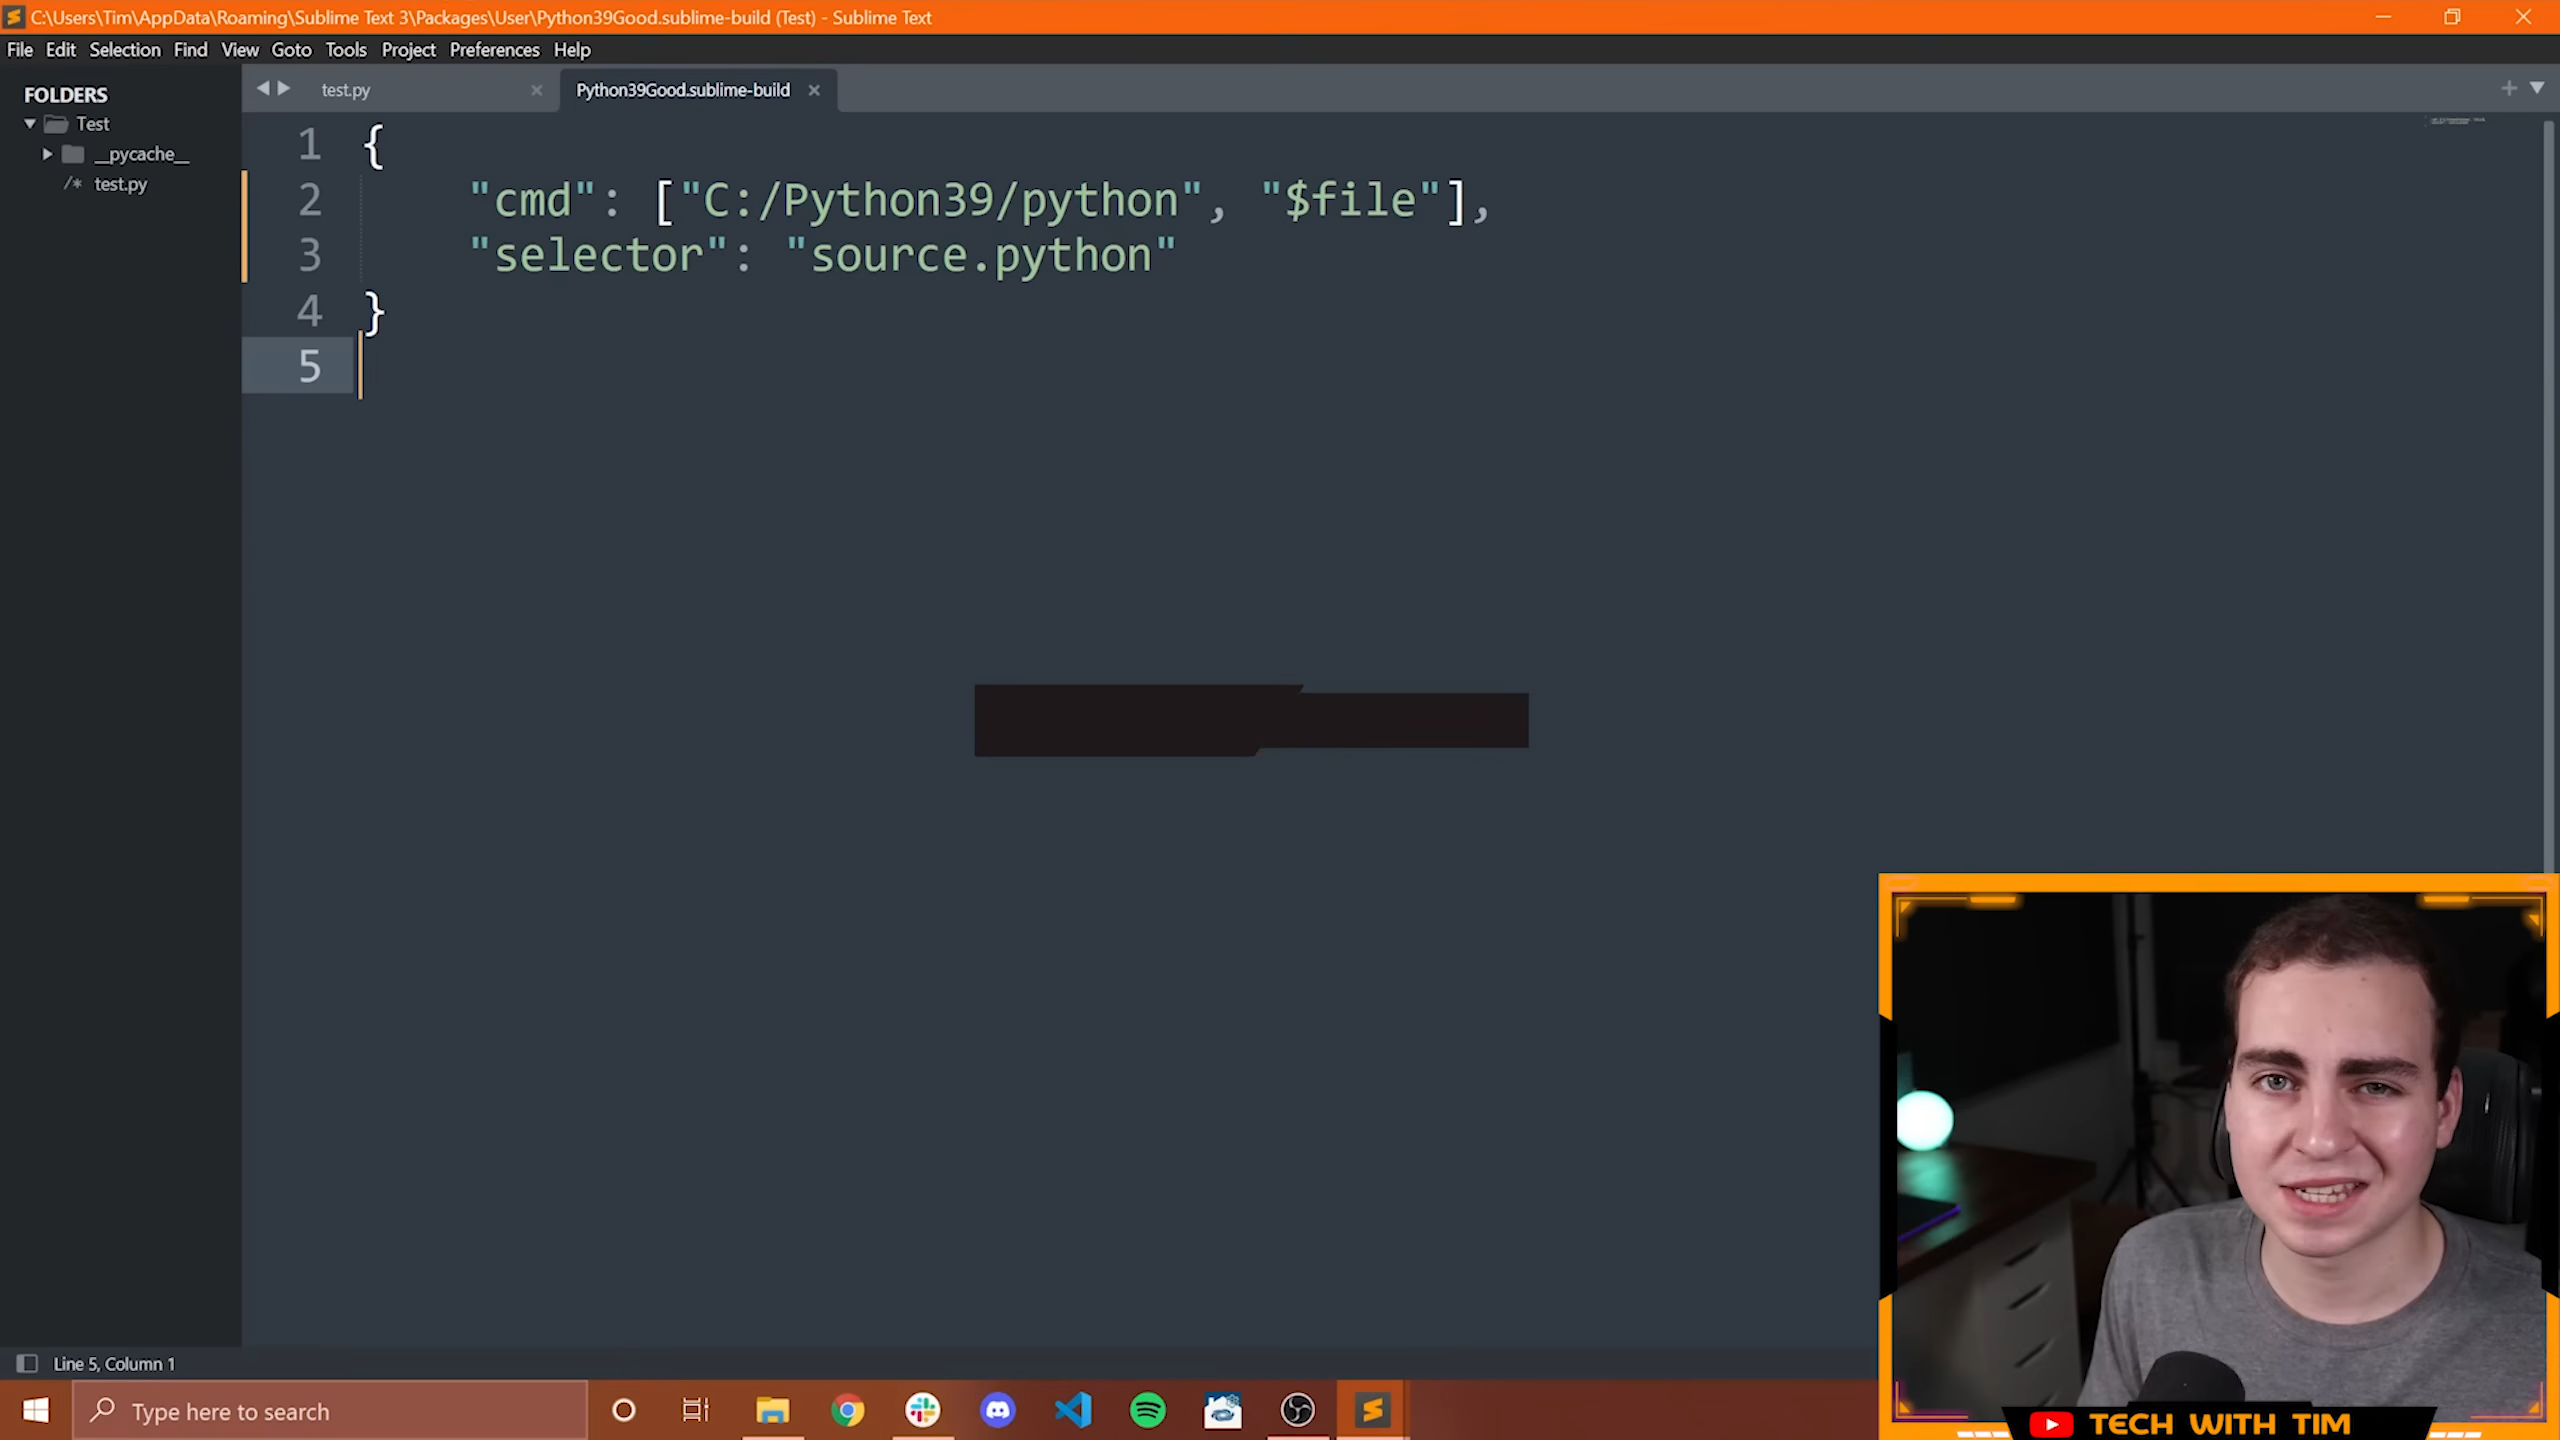 C:\Users\Tim\AppData\Roaming\Sublime Text 3\Packages\User\Python39Good.sublime-build (Test) - Sublime Text
File Edit Selection Find View Goto Tools Project Preferences Help
FOLDERS
Test
__pycache__
/* test.py
test.py
Python39Good.sublime-build
1 {
2 "cmd": ["C:/Python39/python", "$file"],
3 "selector": "source.python"
4 }
5
Line 5, Column 1
Type here to search
TECH WITH TIM